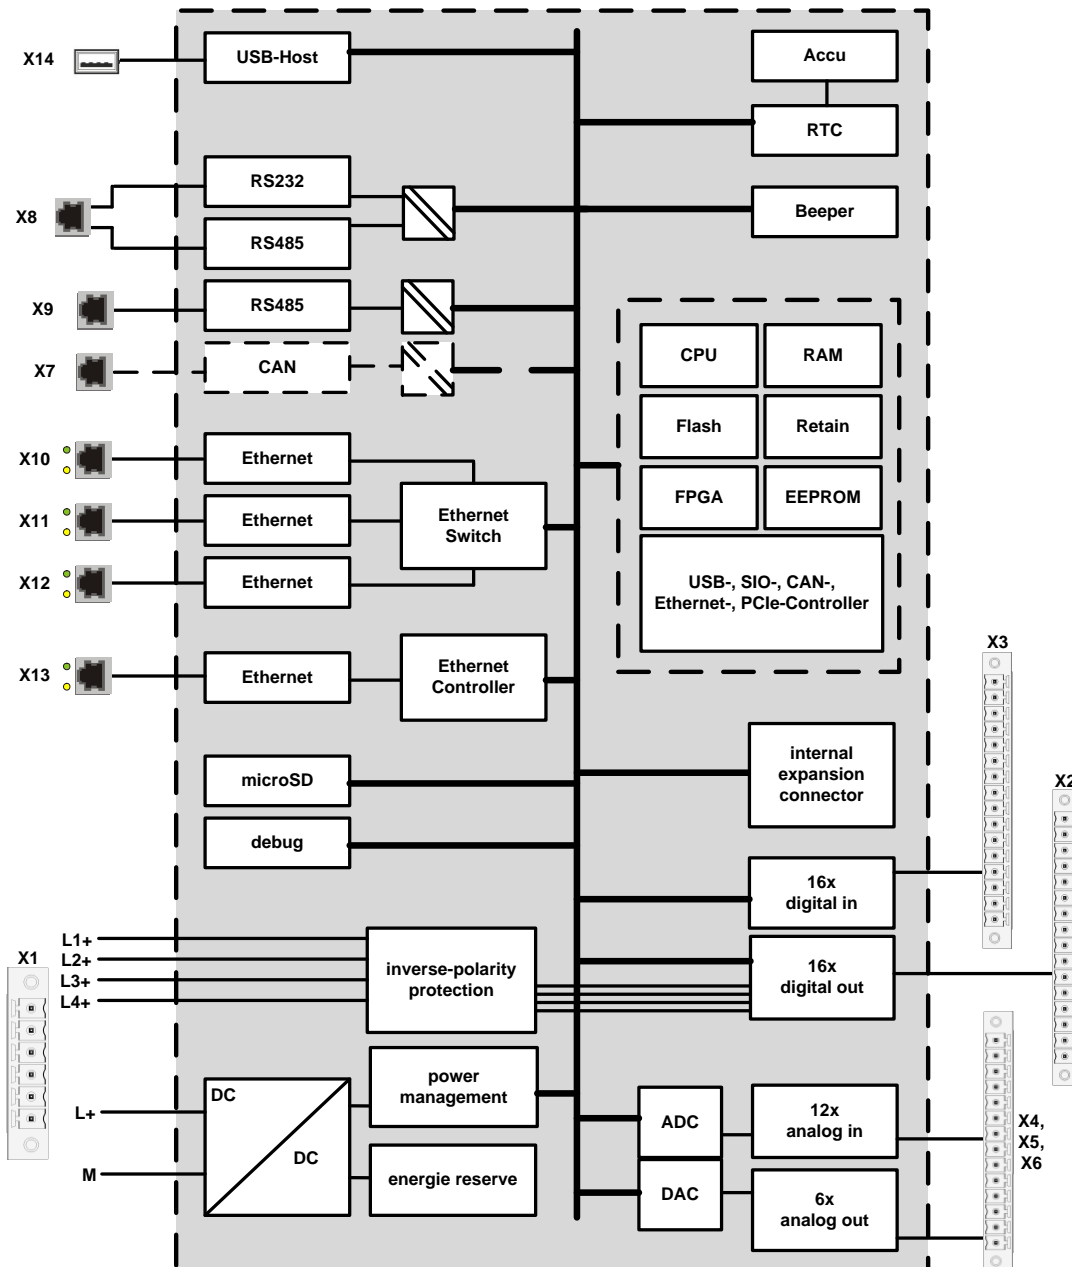 X14
USB-Host
Accu
RTC
X8
RS232
RS485
Beeper
X9
RS485
X7
CAN
CPU
RAM
Flash
Retain
FPGA
EEPROM
USB-, SIO-, CAN-,
Ethernet-, PCIe-Controller
X10
Ethernet
X11
Ethernet
Ethernet
Switch
X12
Ethernet
X13
Ethernet
Ethernet
Controller
X3
microSD
internal
expansion
connector
X2
debug
16x
digital in
X1
L1+
L2+
L3+
L4+
inverse-polarity
protection
16x
digital out
L+
M
DC
DC
power
management
energie reserve
ADC
12x
analog in
DAC
6x
analog out
X4,
X5,
X6